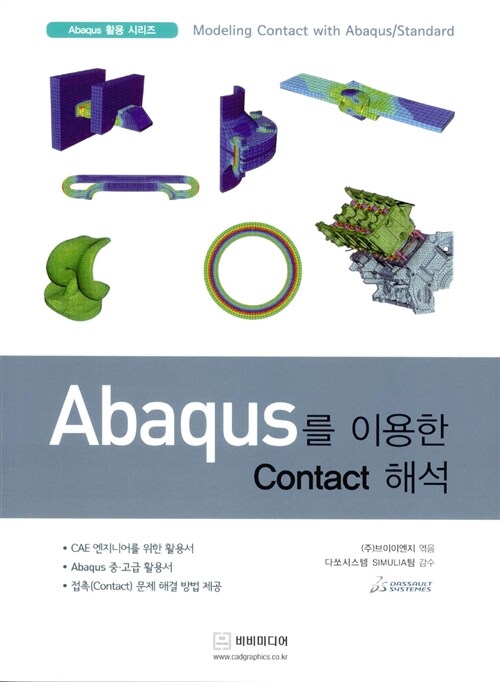 Abaqus 활용 시리즈
Modeling Contact with Abaqus/Standard
Abaqus를 이용한
Contact 해석
• CAE 엔지니어를 위한 활용서
• Abaqus 중·고급 활용서
• 접촉(Contact) 문제 해결 방법 제공
(주)브이이엔지 엮음
다쏘시스템 SIMULIA팀 감수
DASSAULT
SYSTEMES
비비미디어
www.cadgraphics.co.kr